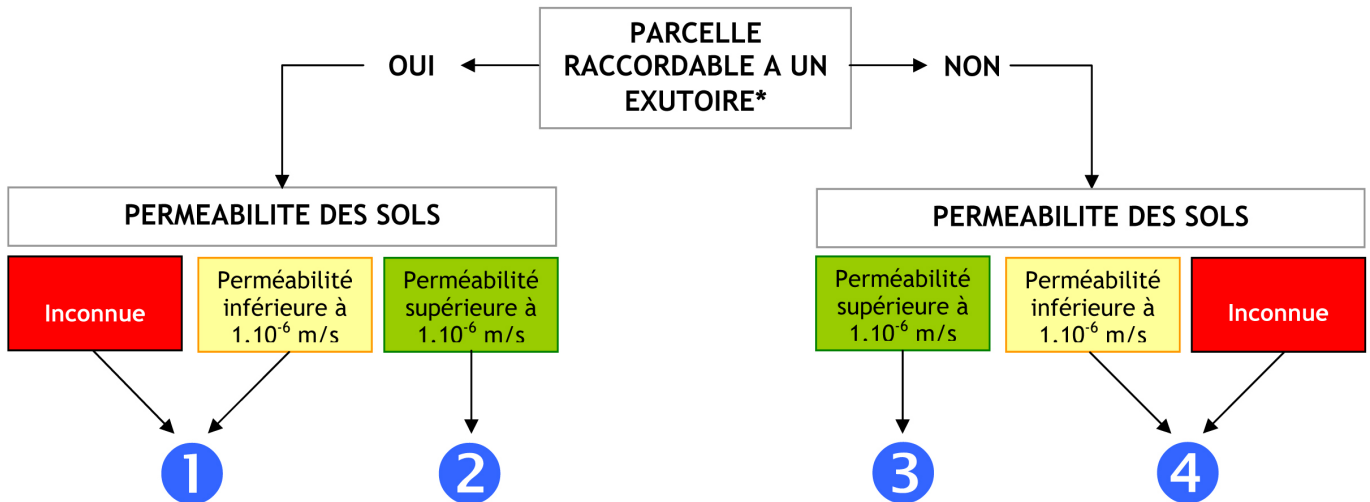 PARCELLE
RACCORDABLE A UN
EXUTOIRE*
OUI
NON
PERMEABILITE DES SOLS
Inconnue
Perméabilité
inférieure à
1.10⁻⁶ m/s
Perméabilité
supérieure à
1.10⁻⁶ m/s
1
2
PERMEABILITE DES SOLS
Perméabilité
supérieure à
1.10⁻⁶ m/s
Perméabilité
inférieure à
1.10⁻⁶ m/s
Inconnue
3
4